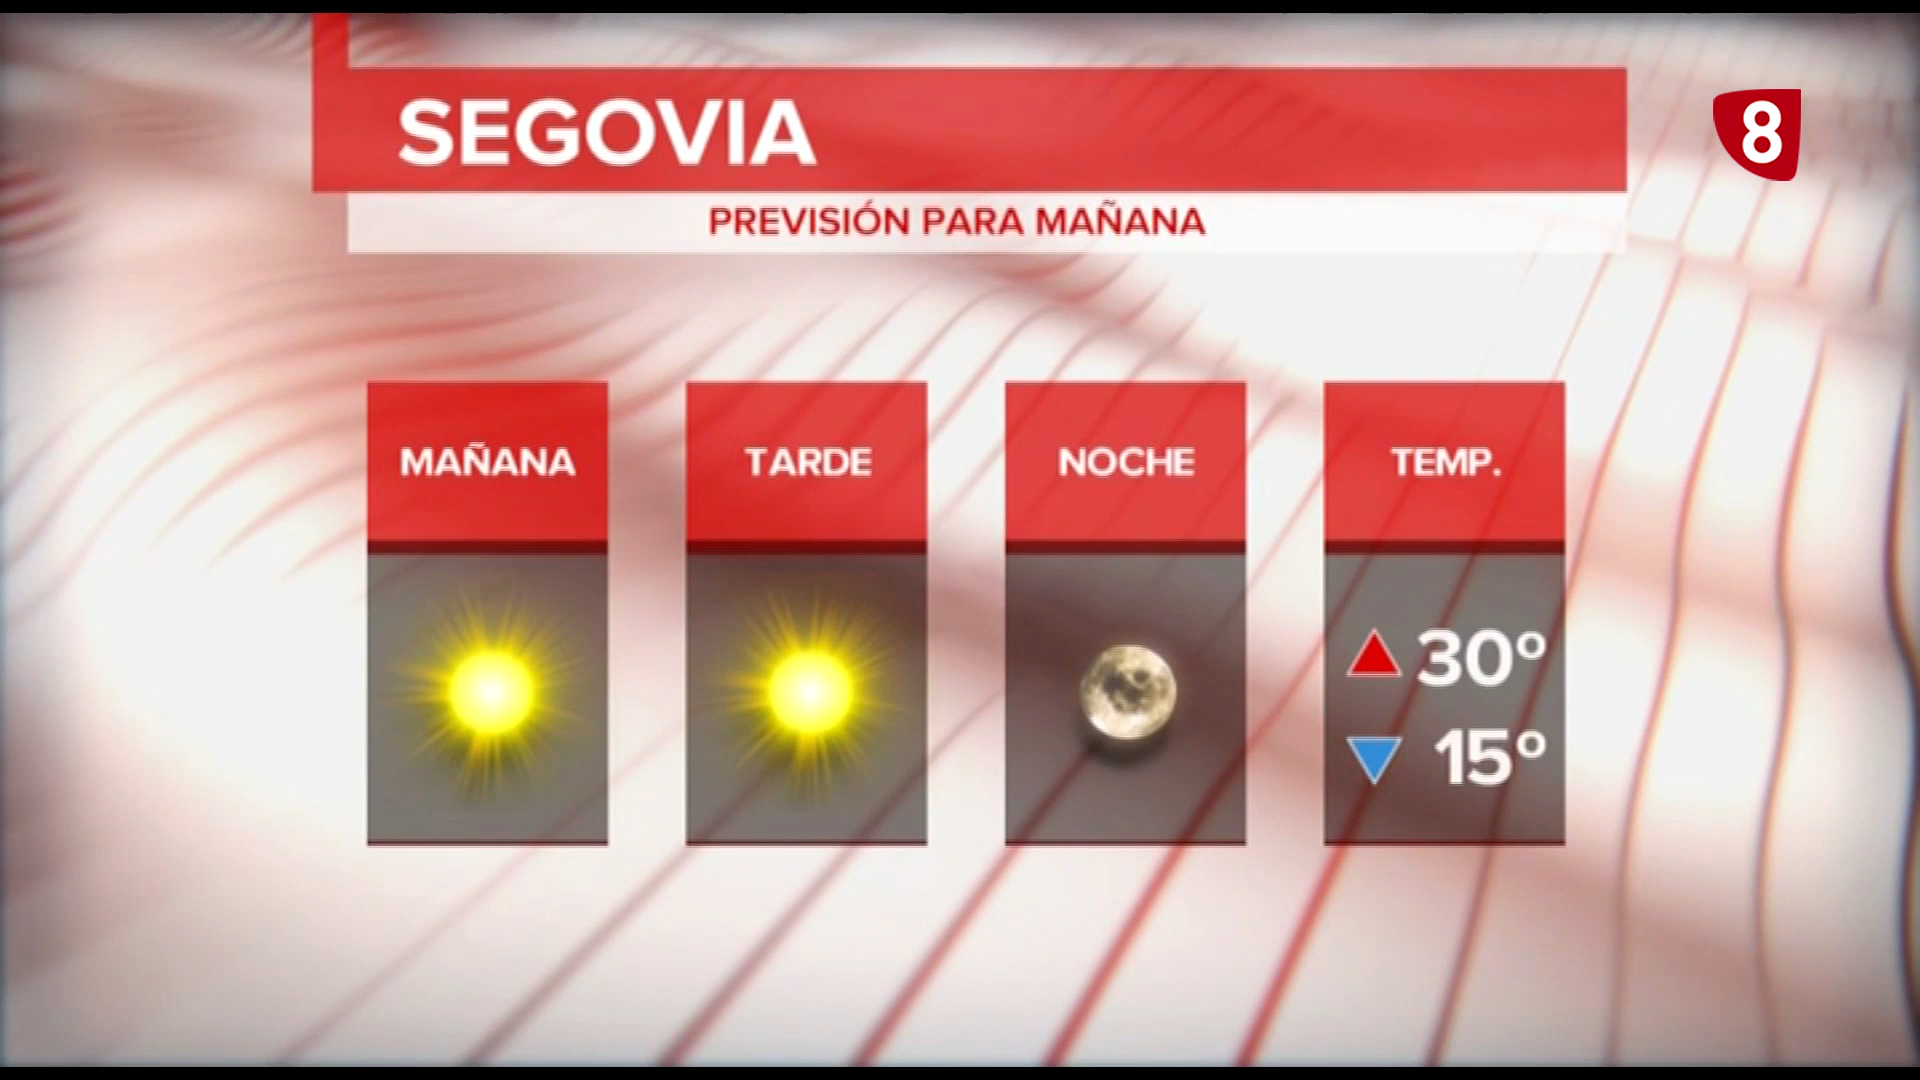 SEGOVIA
8
PREVISIÓN PARA MAÑANA
MAÑANA
TARDE
NOCHE
TEMP.
30º
15º